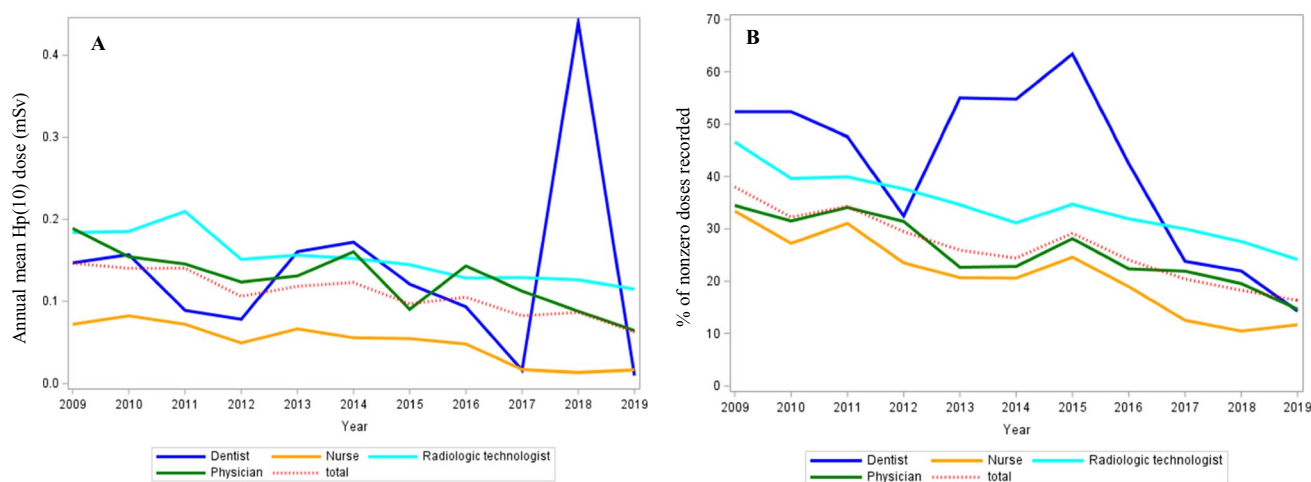 A
Annual mean Hp(10) dose (mSv)
0.4
0.3
0.2
0.1
0.0
2009 2010 2011 2012 2013 2014 2015 2016 2017 2018 2019
Year
Dentist Nurse Radiologic technologist
Physician total
B
% of nonzero doses recorded
70
60
50
40
30
20
10
0
2009 2010 2011 2012 2013 2014 2015 2016 2017 2018 2019
Year
Dentist Nurse Radiologic technologist
Physician total